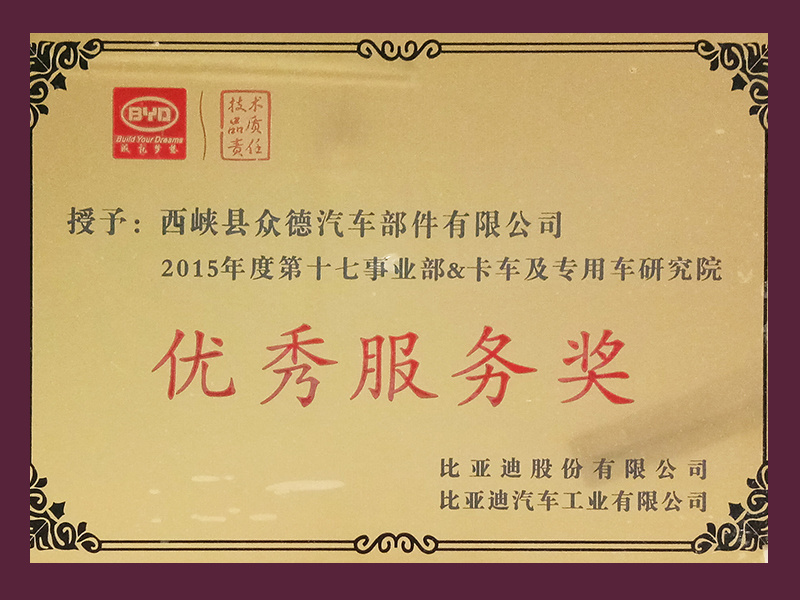 BYD
Build Your Dreams
成就梦想
技术
品质
责任
授予：西峡县众德汽车部件有限公司
2015年度第十七事业部&卡车及专用车研究院
优秀服务奖
比亚迪股份有限公司
比亚迪汽车工业有限公司